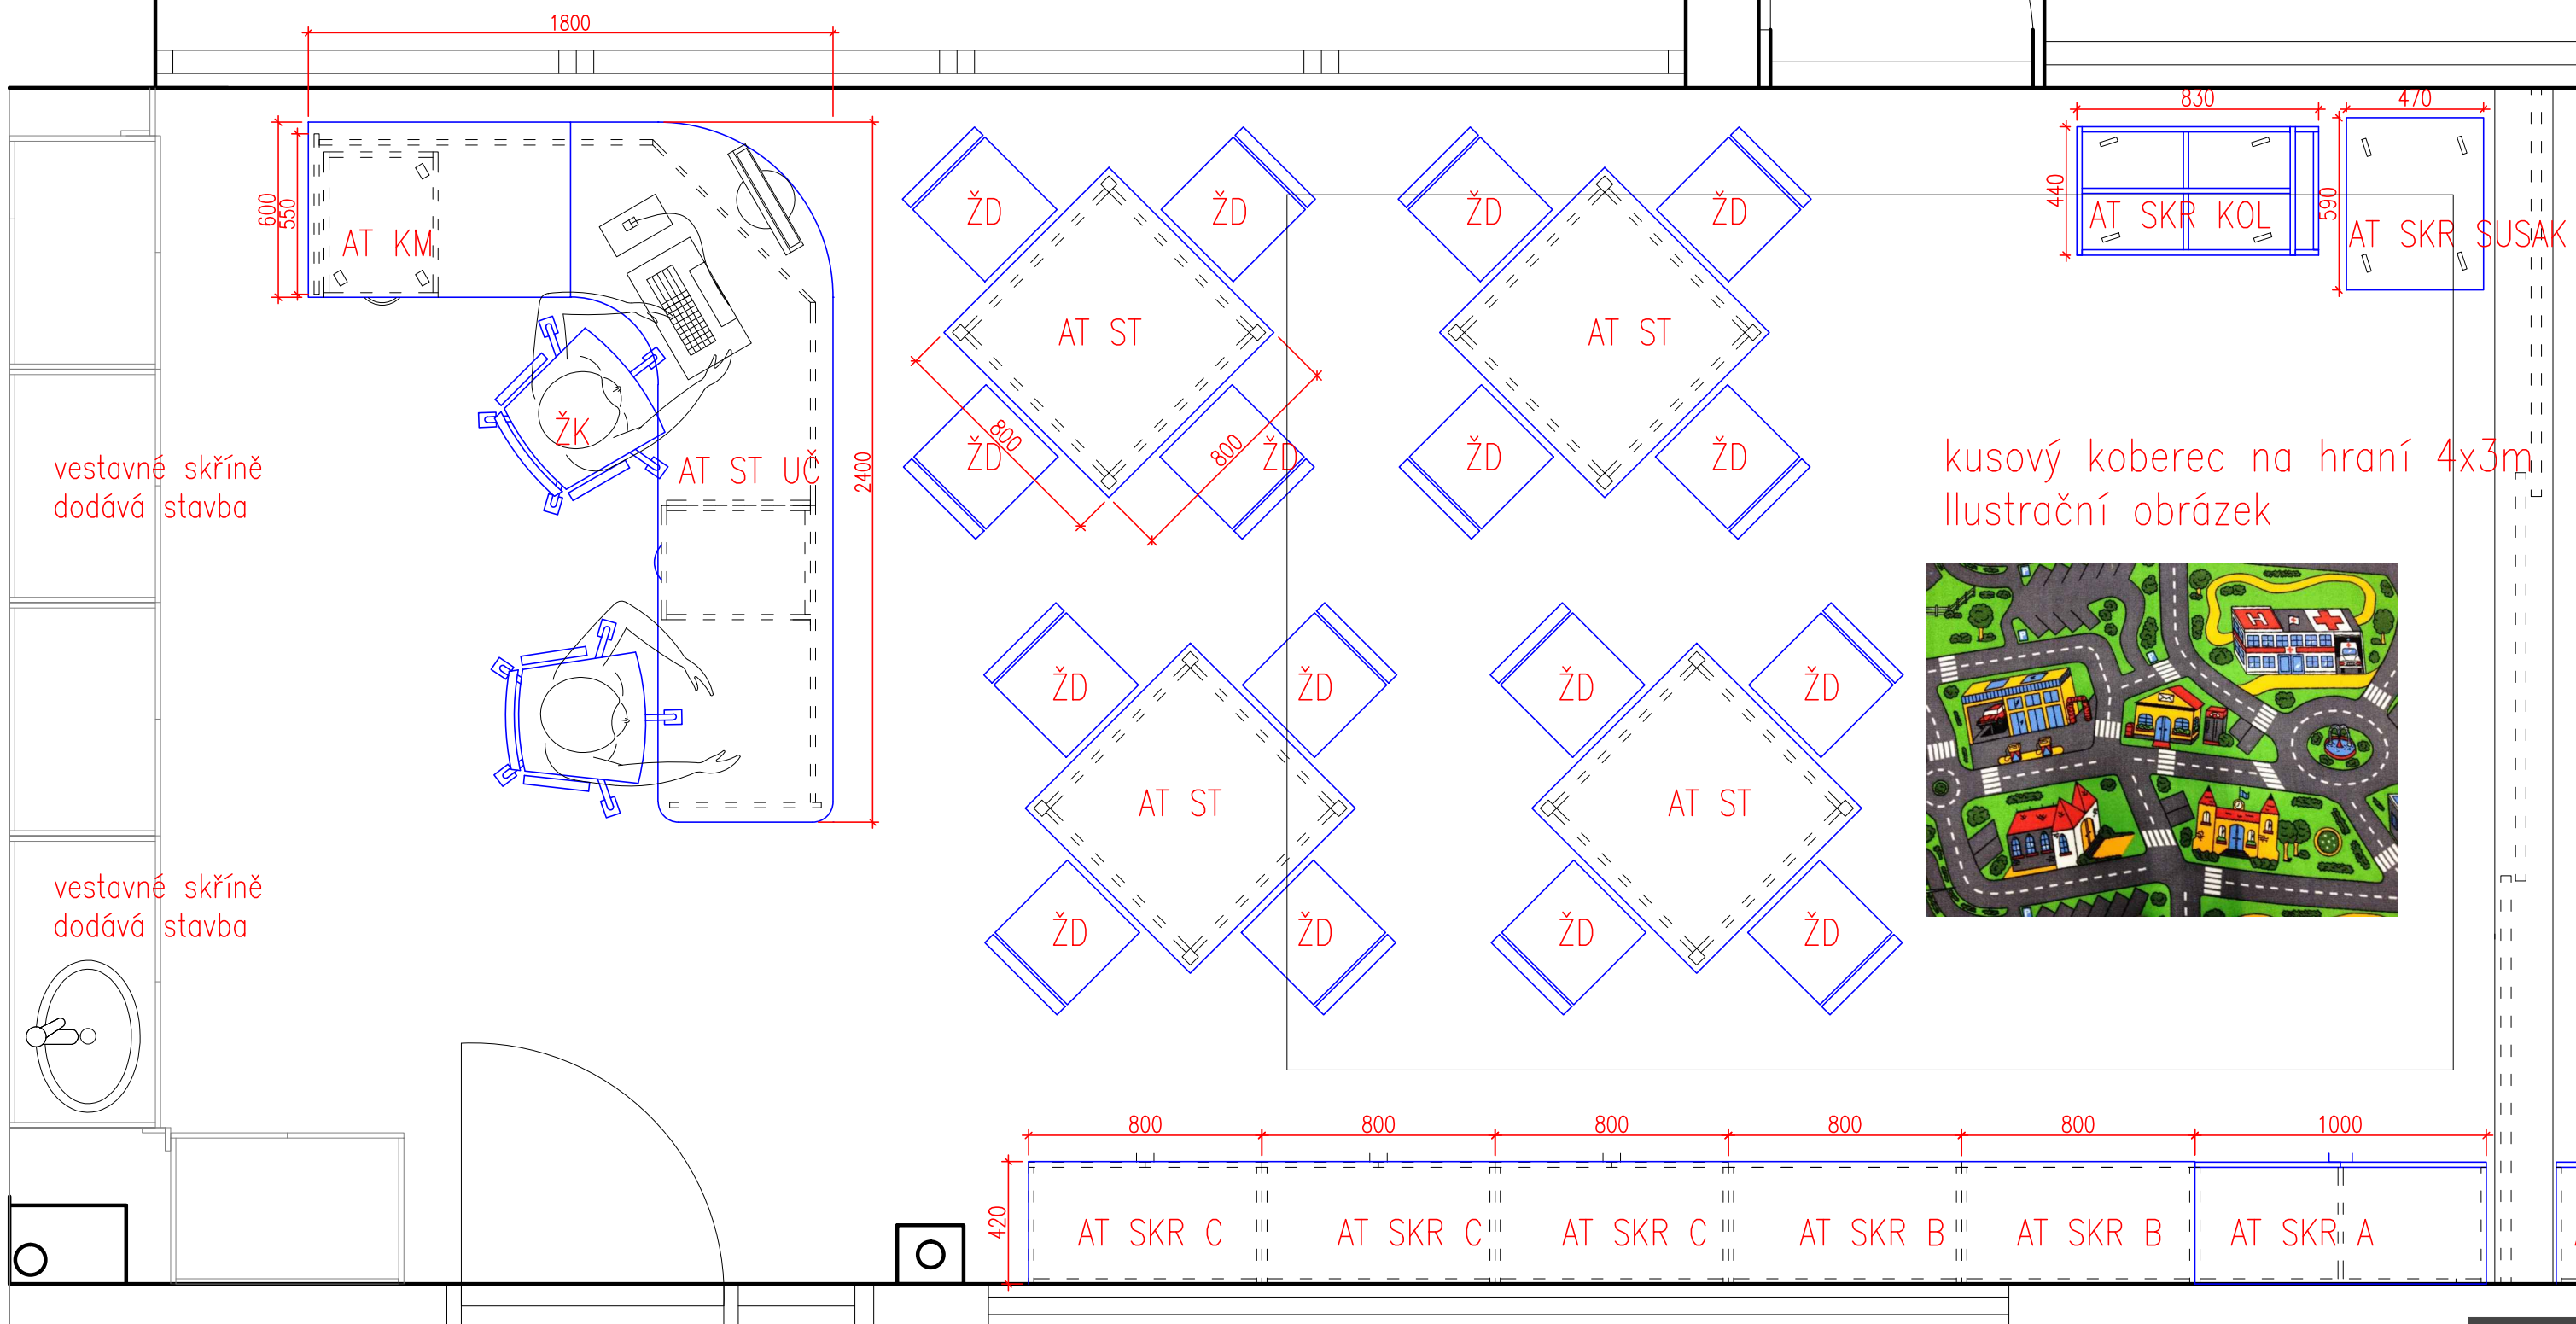 1800
830
470
600
550
AT KM
440
AT SKR KOL
590
AT SKR SUSAK
ŽD
ŽD
ŽD
ŽD
AT ST
AT ST
ŽK
AT ST UČ
2400
ŽD
800
800
ŽD
ŽD
ŽD
kusový koberec na hraní 4x3m
Ilustrační obrázek
vestavné skříně
dodává stavba
H
ŽD
ŽD
ŽD
ŽD
AT ST
AT ST
vestavné skříně
dodává stavba
ŽD
ŽD
ŽD
ŽD
800
800
800
800
800
1000
420
AT SKR C
AT SKR C
AT SKR C
AT SKR B
AT SKR B
AT SKR A